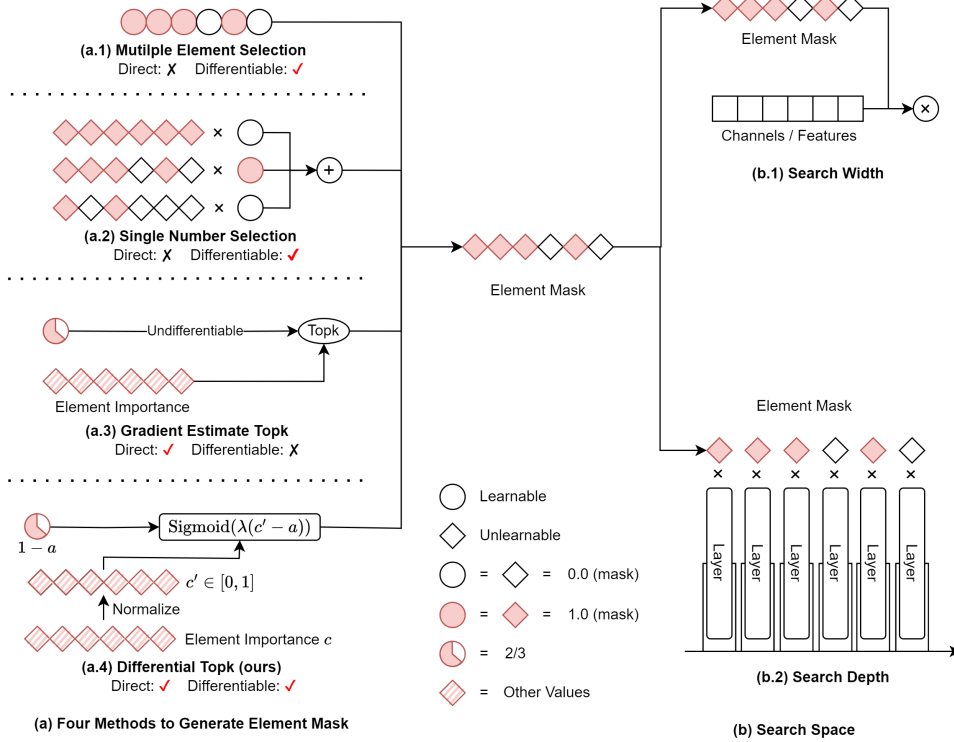 (a.1) Mutilple Element Selection
Direct: ✗ Differentiable: ✓
× 
×
+
×
(a.2) Single Number Selection
Direct: ✗ Differentiable: ✓
Undifferentiable
Topk
Element Importance
(a.3) Gradient Estimate Topk
Direct: ✓ Differentiable: ✗
1 − a
Sigmoid(λ(c′ − a))
c′ ∈ [0, 1]
Normalize
Element Importance c
(a.4) Differential Topk (ours)
Direct: ✓ Differentiable: ✓
(a) Four Methods to Generate Element Mask
Element Mask
Learnable
Unlearnable
= = 0.0 (mask)
= = 1.0 (mask)
= 2/3
= Other Values
Element Mask
×
Channels / Features
(b.1) Search Width
Element Mask
× × × × × ×
Layer
Layer
Layer
Layer
Layer
Layer
(b.2) Search Depth
(b) Search Space